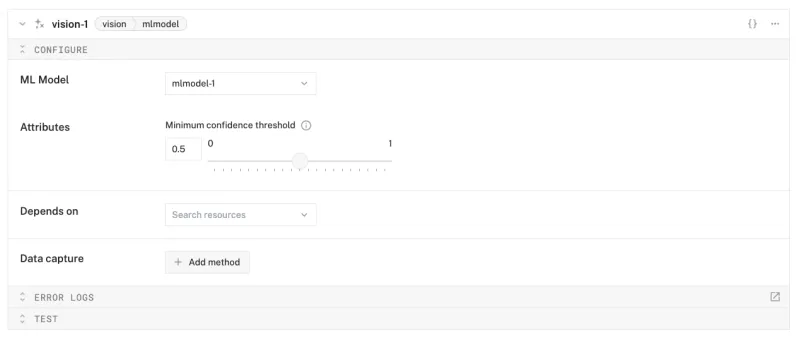 vision-1 vision mlmodel {} ...
CONFIGURE
ML Model mlmodel-1
Attributes Minimum confidence threshold
0.5 0 1
Depends on Search resources
Data capture + Add method
ERROR LOGS
TEST